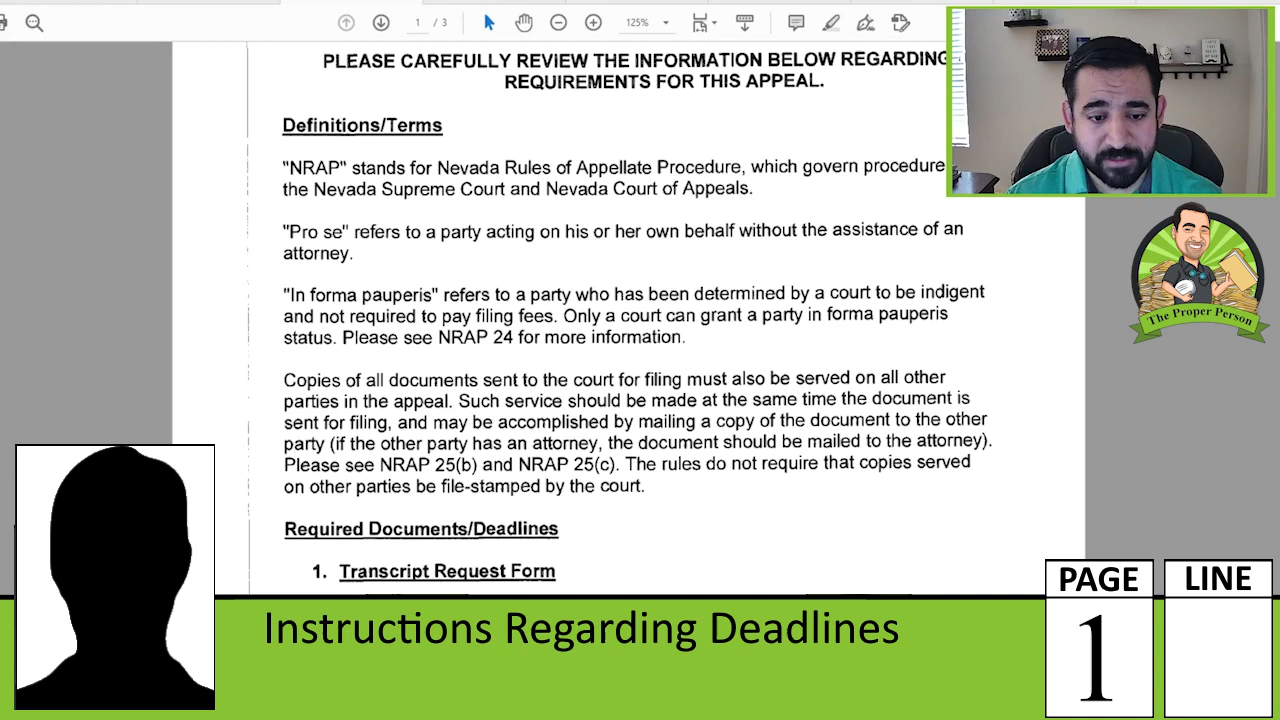 1 / 3
125%
PLEASE CAREFULLY REVIEW THE INFORMATION BELOW REGARDING
REQUIREMENTS FOR THIS APPEAL.
Definitions/Terms
"NRAP" stands for Nevada Rules of Appellate Procedure, which govern procedure
the Nevada Supreme Court and Nevada Court of Appeals.
"Pro se" refers to a party acting on his or her own behalf without the assistance of an
attorney.
"In forma pauperis" refers to a party who has been determined by a court to be indigent
and not required to pay filing fees. Only a court can grant a party in forma pauperis
status. Please see NRAP 24 for more information.
Copies of all documents sent to the court for filing must also be served on all other
parties in the appeal. Such service should be made at the same time the document is
sent for filing, and may be accomplished by mailing a copy of the document to the other
party (if the other party has an attorney, the document should be mailed to the attorney).
Please see NRAP 25(b) and NRAP 25(c). The rules do not require that copies served
on other parties be file-stamped by the court.
Required Documents/Deadlines
1. Transcript Request Form
The Proper Person
Instructions Regarding Deadlines
PAGE
1
LINE